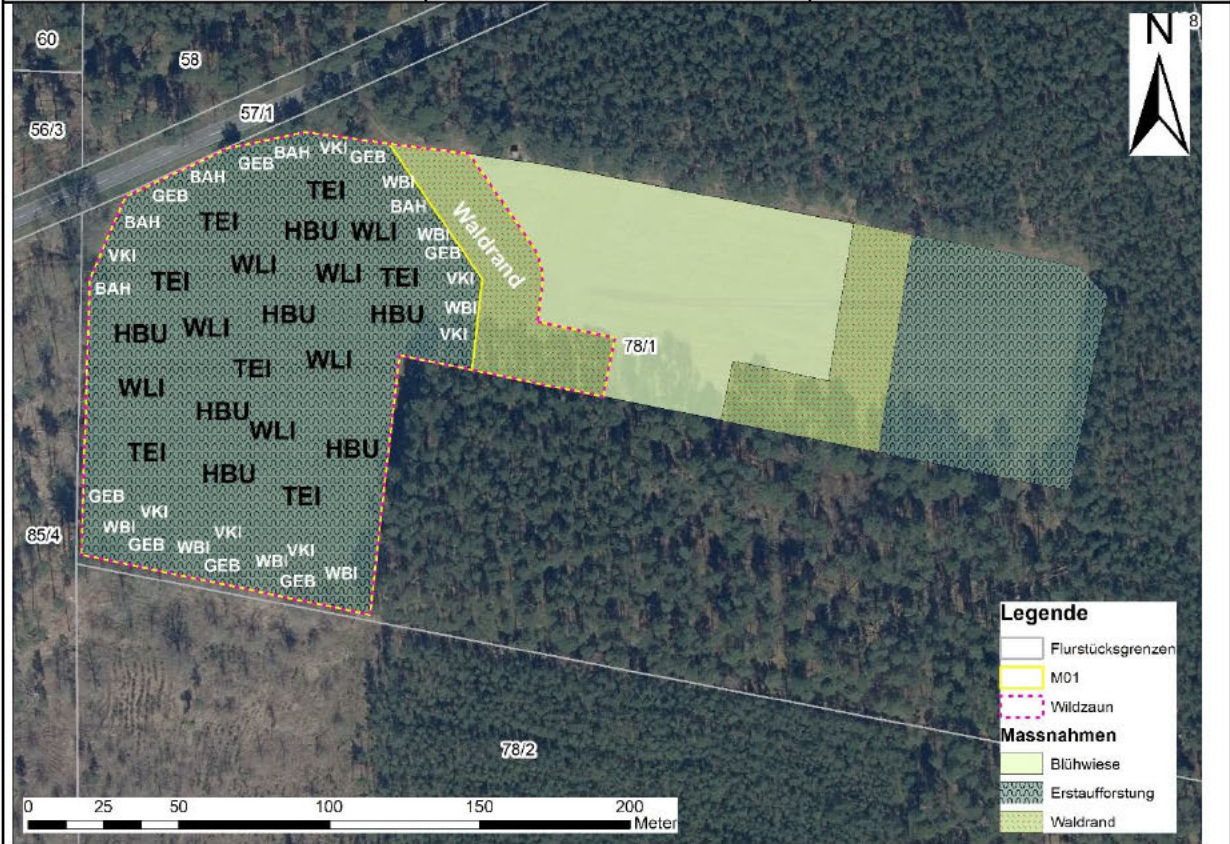 N
8
60
58
57/1
56/3
BAH VKI GEB
GEB
BAH
GEB
BAH
VKI
BAH
WBI
BAH
WBI
GEB
VKI
WBI
VKI
Waldrand
TEI
TEI
HBU WLI
WLI WLI TEI
TEI
HBU HBU
HBU WLI
TEI WLI
WLI
HBU
WLI
TEI HBU
HBU
TEI
GEB
VKI
WBI
GEB
VKI
WBI
GEB
VKI
WBI
GEB
WBI
78/1
85/4
78/2
Legende
Flurstücksgrenzen
M01
Wildzaun
Massnahmen
Blühwiese
Erstaufforstung
Waldrand
0 25 50 100 150 200
Meter